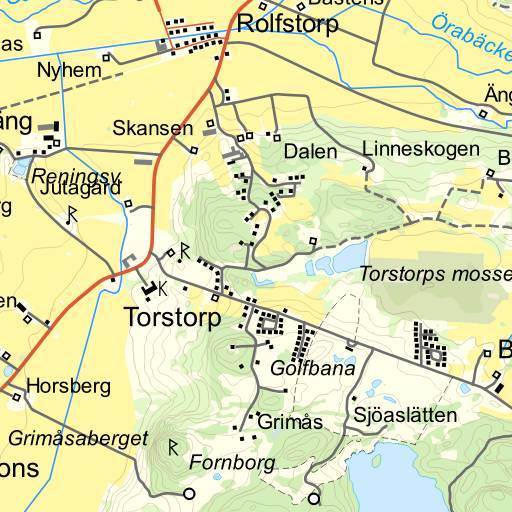 Bastens
Rolfstorp
Örabäcke
as
Nyhem
Äng
äng
Skansen
Dalen
Linneskogen
B
Reningsv.
Jutagård
rg
R
R
Torstorps mosse
K
en
Torstorp
B
Golfbana
Horsberg
Grimås
Sjöaslätten
Grimåsaberget
R
ons
Fornborg